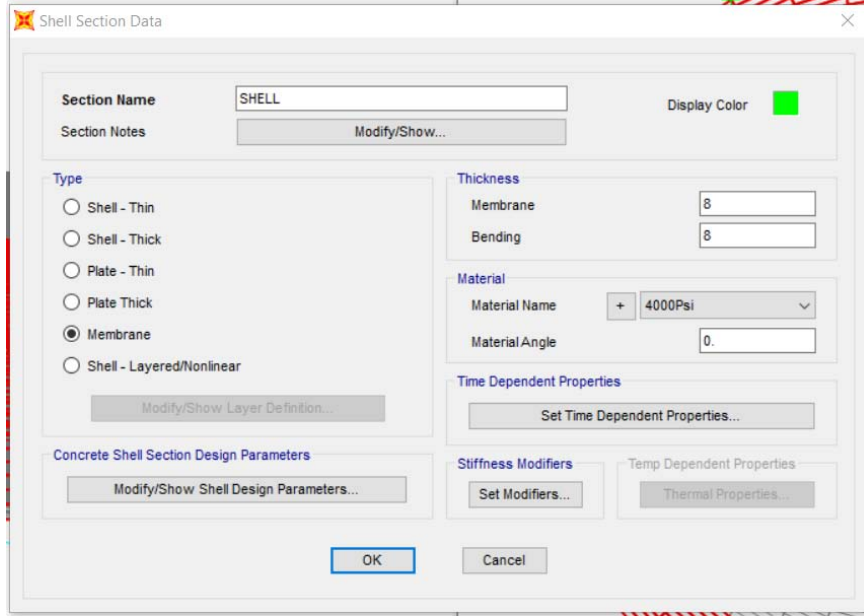 Shell Section Data
Section Name
SHELL
Display Color
Section Notes
Modify/Show...
Type
Shell - Thin
Shell - Thick
Plate - Thin
Plate Thick
Membrane
Shell - Layered/Nonlinear
Modify/Show Layer Definition...
Concrete Shell Section Design Parameters
Modify/Show Shell Design Parameters...
Thickness
Membrane
8
Bending
8
Material
Material Name
+
4000Psi
Material Angle
0.
Time Dependent Properties
Set Time Dependent Properties...
Stiffness Modifiers
Set Modifiers...
Temp Dependent Properties
Thermal Properties...
OK
Cancel